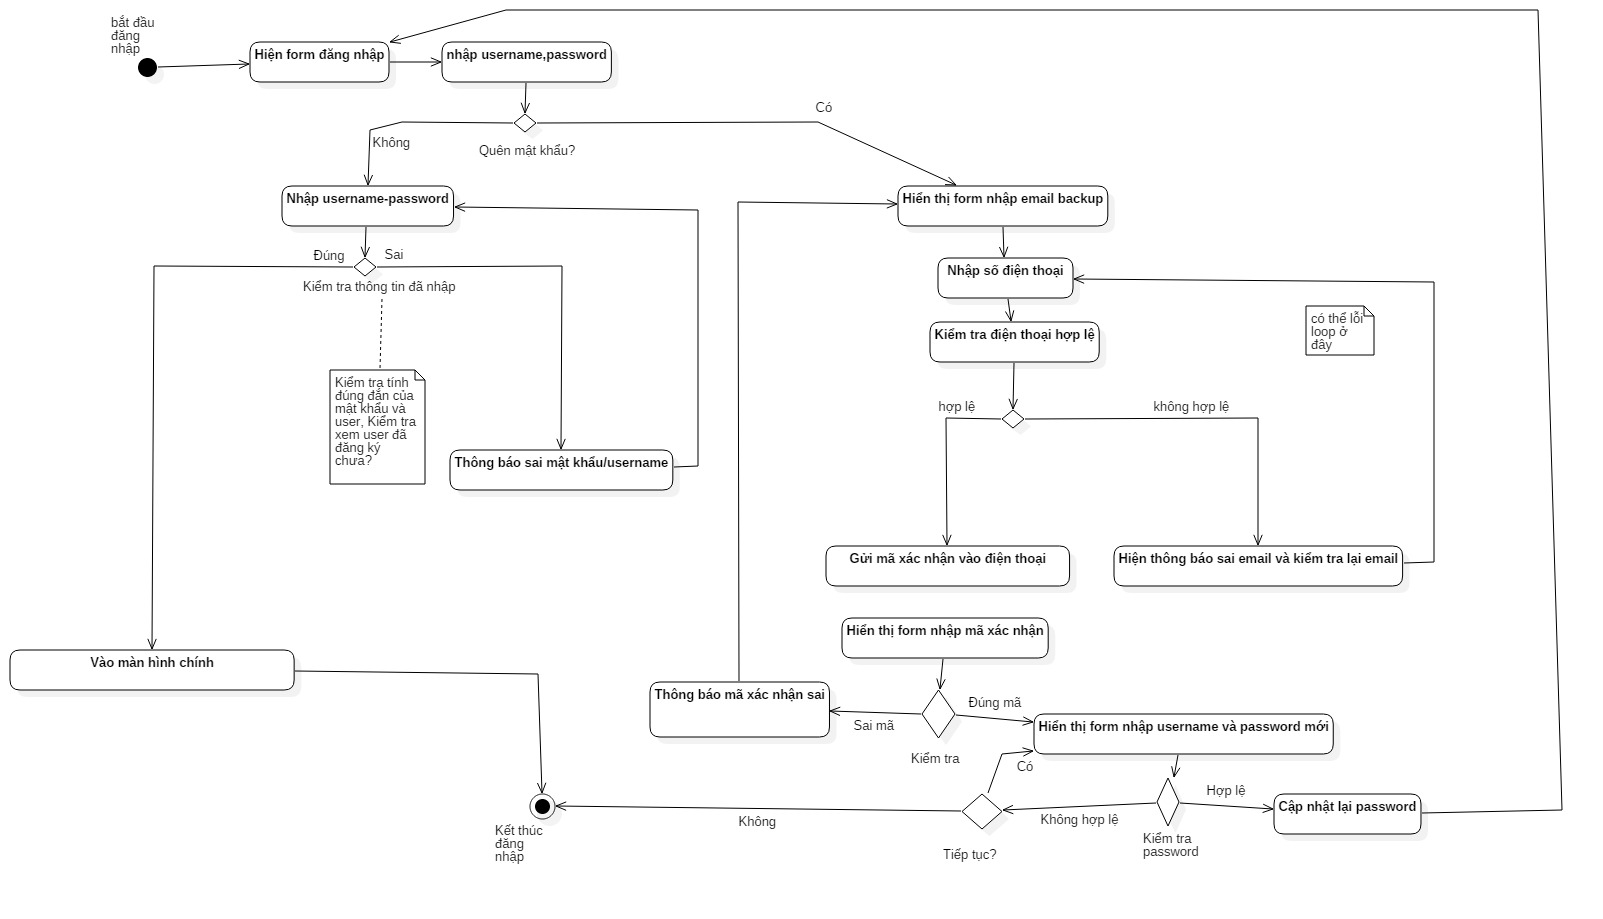 bắt đầu
đăng
nhập
Hiện form đăng nhập
nhập username,password
Có
Không
Quên mật khẩu?
Nhập username-password
Hiển thị form nhập email backup
Đúng
Sai
Kiểm tra thông tin đã nhập
Nhập số điện thoại
có thể lỗi
loop ở
đây
Kiểm tra điện thoại hợp lệ
Kiểm tra tính
đúng đắn của
mật khẩu và
user, Kiểm tra
xem user đã
đăng ký
chưa?
hợp lệ
không hợp lệ
Thông báo sai mật khẩu/username
Gửi mã xác nhận vào điện thoại
Hiện thông báo sai email và kiểm tra lại email
Hiển thị form nhập mã xác nhận
Vào màn hình chính
Thông báo mã xác nhận sai
Đúng mã
Sai mã
Hiển thị form nhập username và password mới
Kiểm tra
Có
Hợp lệ
Cập nhật lại password
Không
Không hợp lệ
Kết thúc
đăng
nhập
Kiểm tra
password
Tiếp tục?